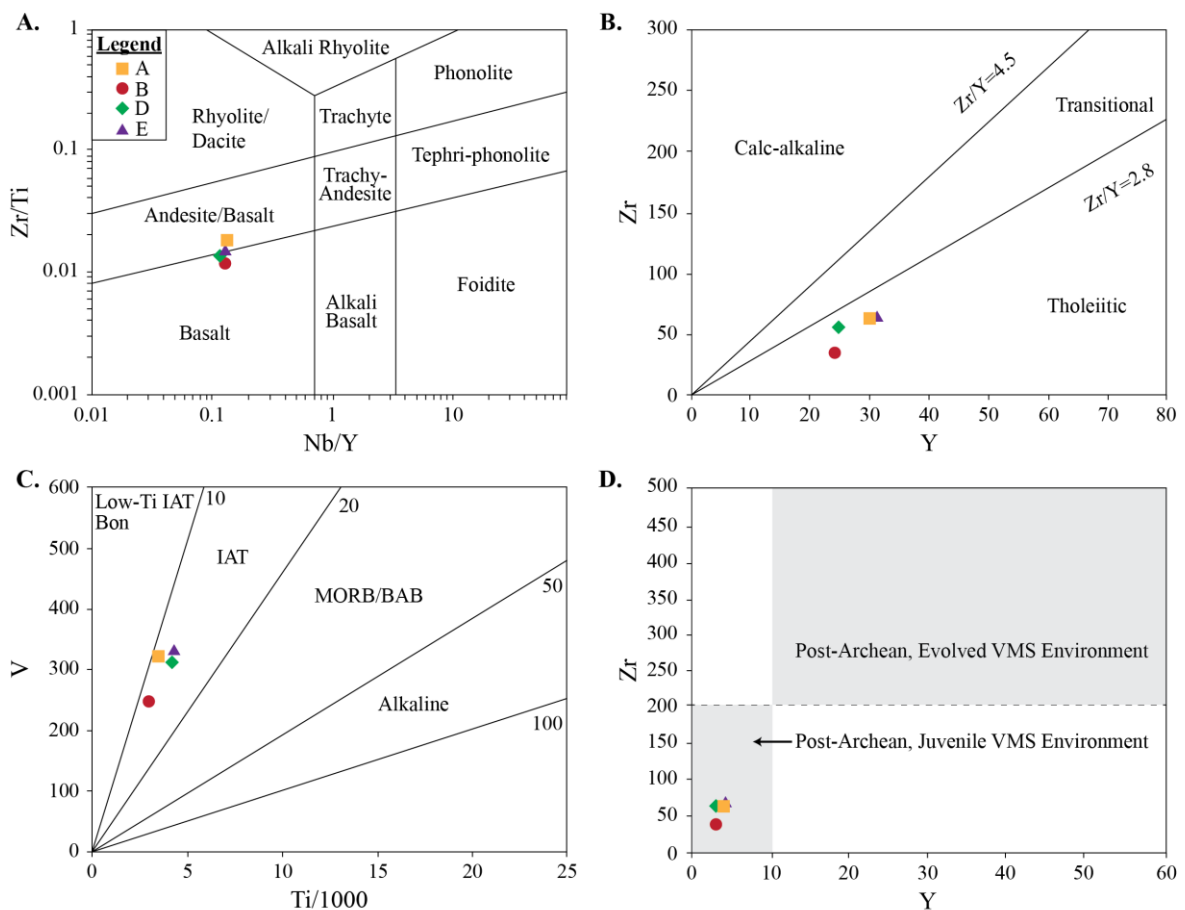 A.
Legend
A
B
D
E
Alkali Rhyolite
Phonolite
Rhyolite/
Dacite
Trachyte
Tephri-phonolite
Trachy-
Andesite
Andesite/Basalt
Foidite
Alkali
Basalt
Basalt
1
0.1
0.01
0.001
Zr/Ti
0.01
0.1
1
10
Nb/Y
B.
Zr/Y=4.5
Transitional
Calc-alkaline
Zr/Y=2.8
Tholeiitic
300
250
200
150
100
50
0
Zr
0
10
20
30
40
50
60
70
80
Y
C.
Low-Ti IAT
Bon
10
20
IAT
MORB/BAB
50
Alkaline
100
600
500
400
300
200
100
0
V
0
5
10
15
20
25
Ti/1000
D.
Post-Archean, Evolved VMS Environment
Post-Archean, Juvenile VMS Environment
500
450
400
350
300
250
200
150
100
50
0
Zr
0
10
20
30
40
50
60
Y